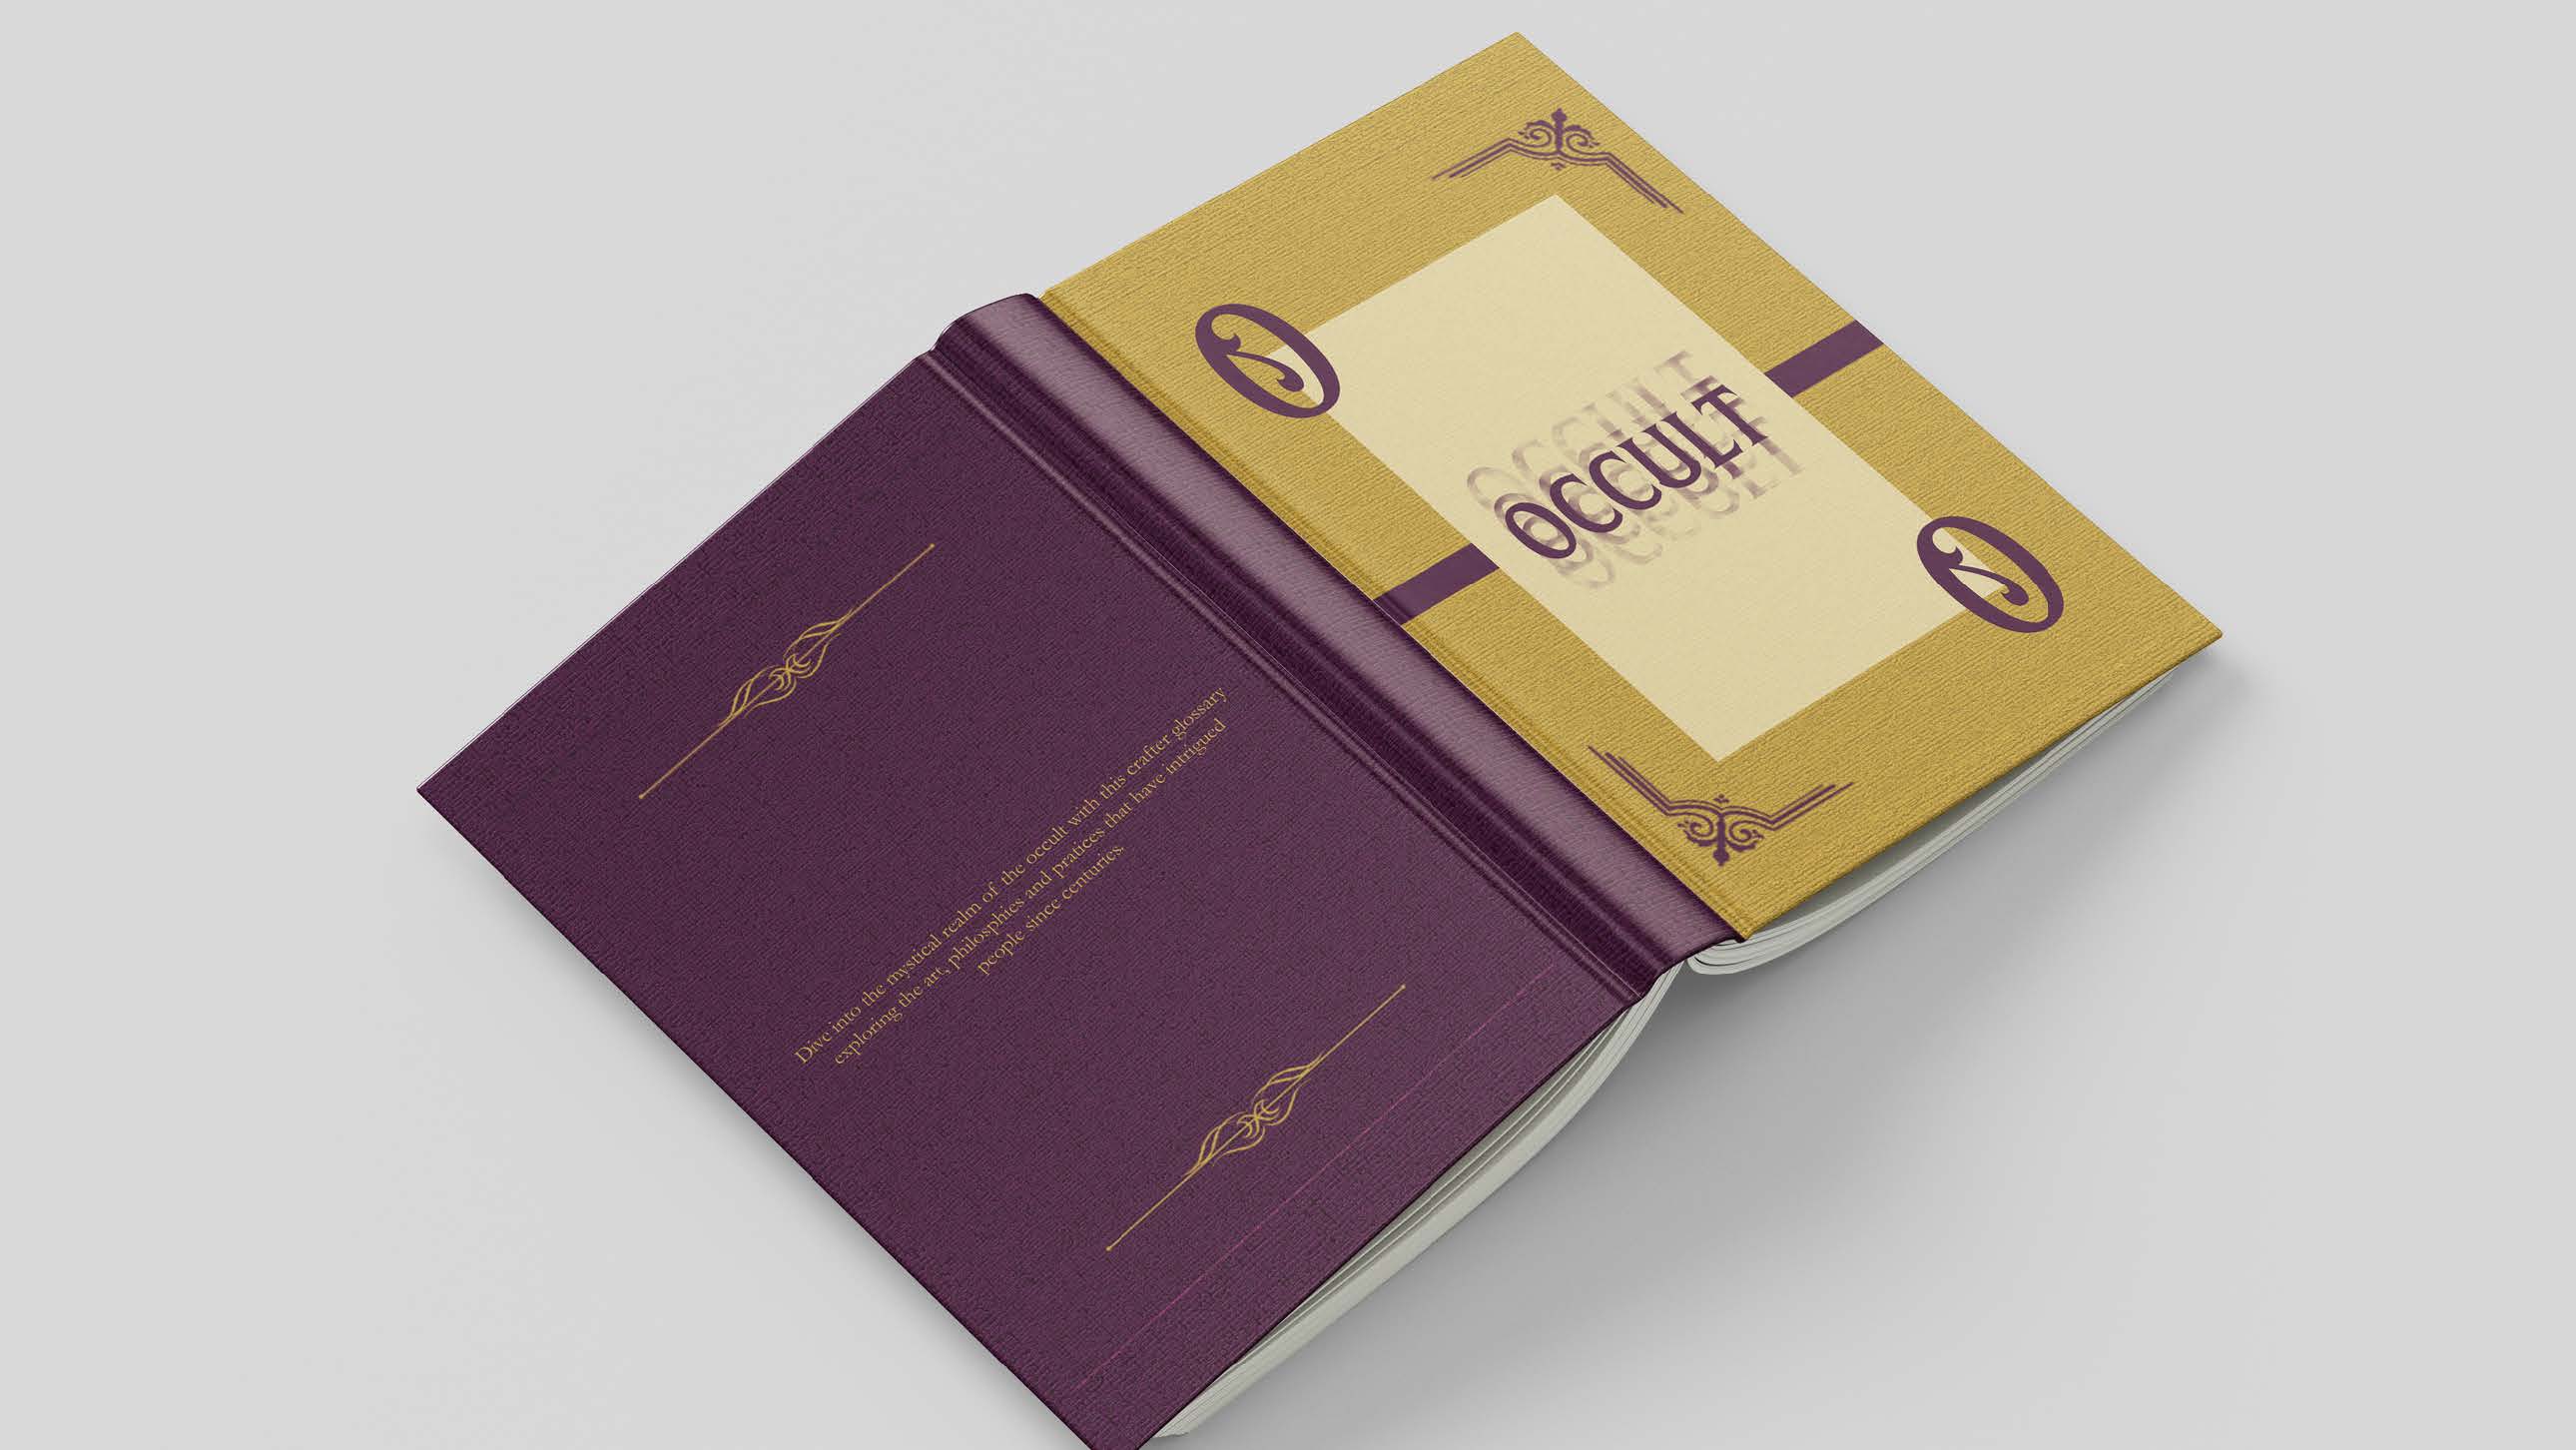 O
OCCULT
O
Dive into the mystical realm of the occult with this crafter glossary
exploring the art, philosphies and pratices that have intrigued
people since centuries.